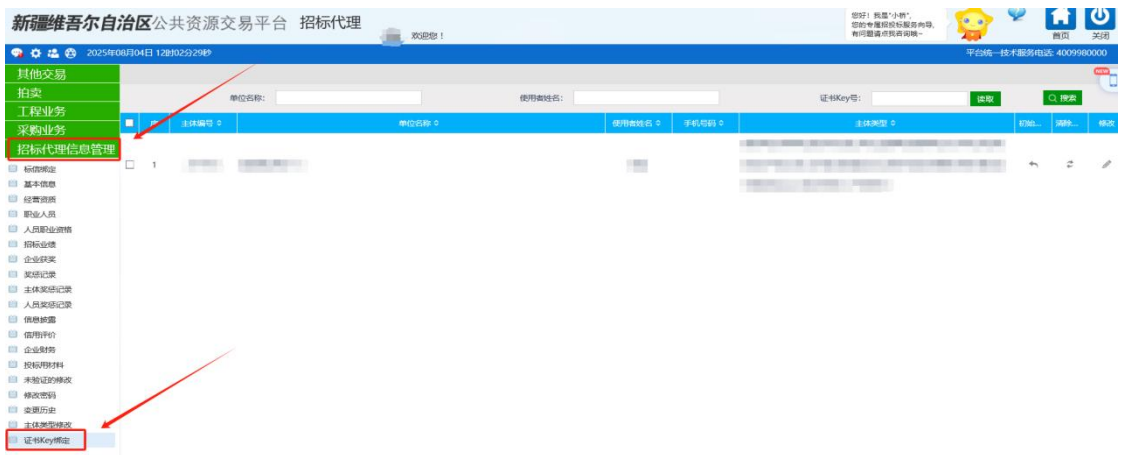 新疆维吾尔自治区公共资源交易平台 招标代理
欢迎您！
您好！我是"小桥",
您的专属招投标服务向导,
有问题请点我咨询哦~
首页 关闭
2025年08月04日 12时02分29秒
平台统一技术服务电话: 4009980000
其他交易
拍卖
工程业务
采购业务
招标代理信息管理
标信绑定
基本信息
经营资质
职业人员
人员职业资格
招标业绩
企业获奖
奖惩记录
主体奖惩记录
人员奖惩记录
信息披露
信用评价
企业财务
投标用材料
未验证的修改
修改密码
变更历史
主体类型修改
证书Key绑定
NEW
单位名称: 使用者姓名: 证书Key号: 读取 搜索
主体编号 单位名称 使用者姓名 手机号码 主体类型 初始... 清除... 修改
1